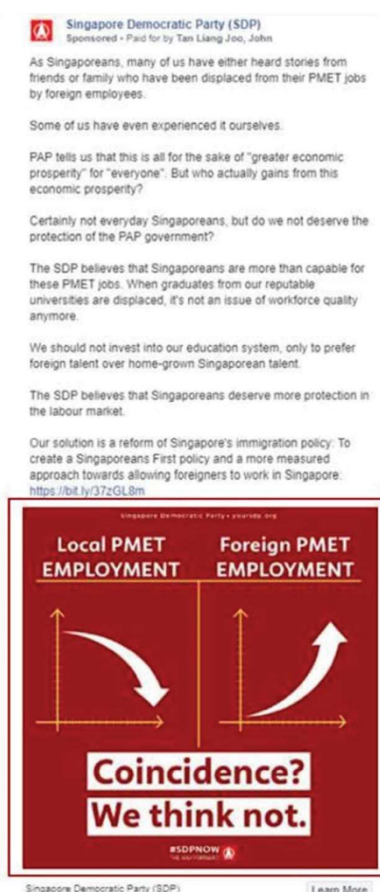 Singapore Democratic Party (SDP)
Sponsored • Paid for by Tan Liang Joo, John
As Singaporeans, many of us have either heard stories from
friends or family who have been displaced from their PMET jobs
by foreign employees.
Some of us have even experienced it ourselves.
PAP tells us that this is all for the sake of "greater economic
prosperity" for "everyone". But who actually gains from this
economic prosperity?
Certainly not everyday Singaporeans, but do we not deserve the
protection of the PAP government?
The SDP believes that Singaporeans are more than capable for
these PMET jobs. When graduates from our reputable
universities are displaced, it's not an issue of workforce quality
anymore.
We should not invest into our education system, only to prefer
foreign talent over home-grown Singaporean talent.
The SDP believes that Singaporeans deserve more protection in
the labour market.
Our solution is a reform of Singapore's immigration policy: To
create a Singaporeans First policy and a more measured
approach towards allowing foreigners to work in Singapore:
https://bit.ly/37zGL8m
Singapore Democratic Party • yoursdp.org
Local PMET
EMPLOYMENT
Foreign PMET
EMPLOYMENT
Coincidence?
We think not.
#SDPNOW
THE WAY FORWARD
Singapore Democratic Party (SDP)
Learn More